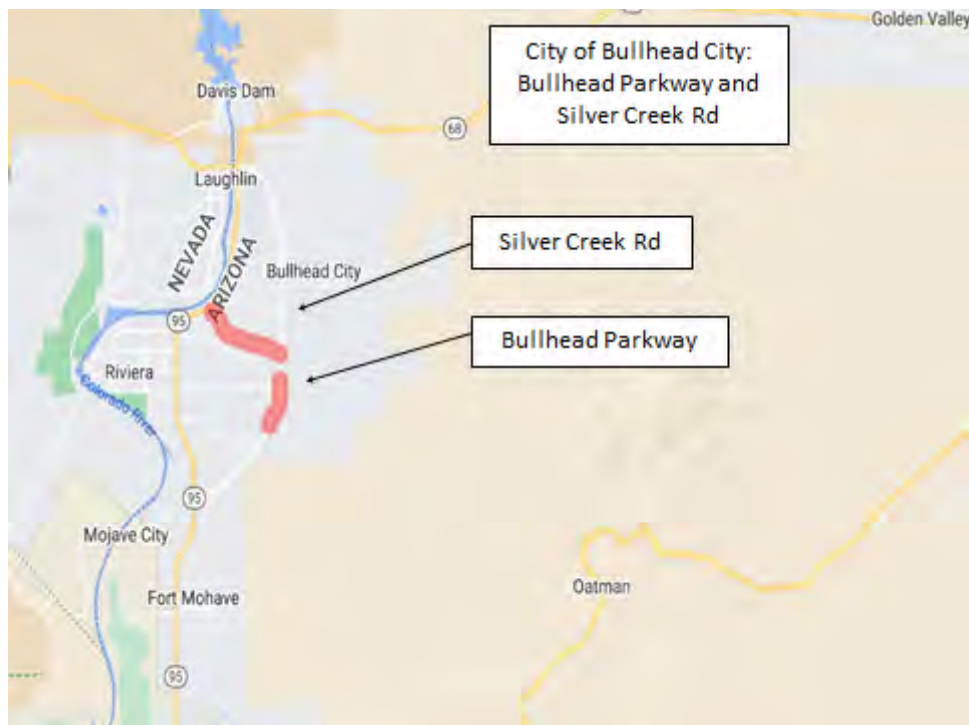 Golden Valley
City of Bullhead City:
Bullhead Parkway and
Silver Creek Rd
Davis Dam
68
Laughlin
NEVADA
ARIZONA
Silver Creek Rd
Bullhead City
95
Bullhead Parkway
Riviera
Colorado River
95
Mojave City
Oatman
Fort Mohave
95